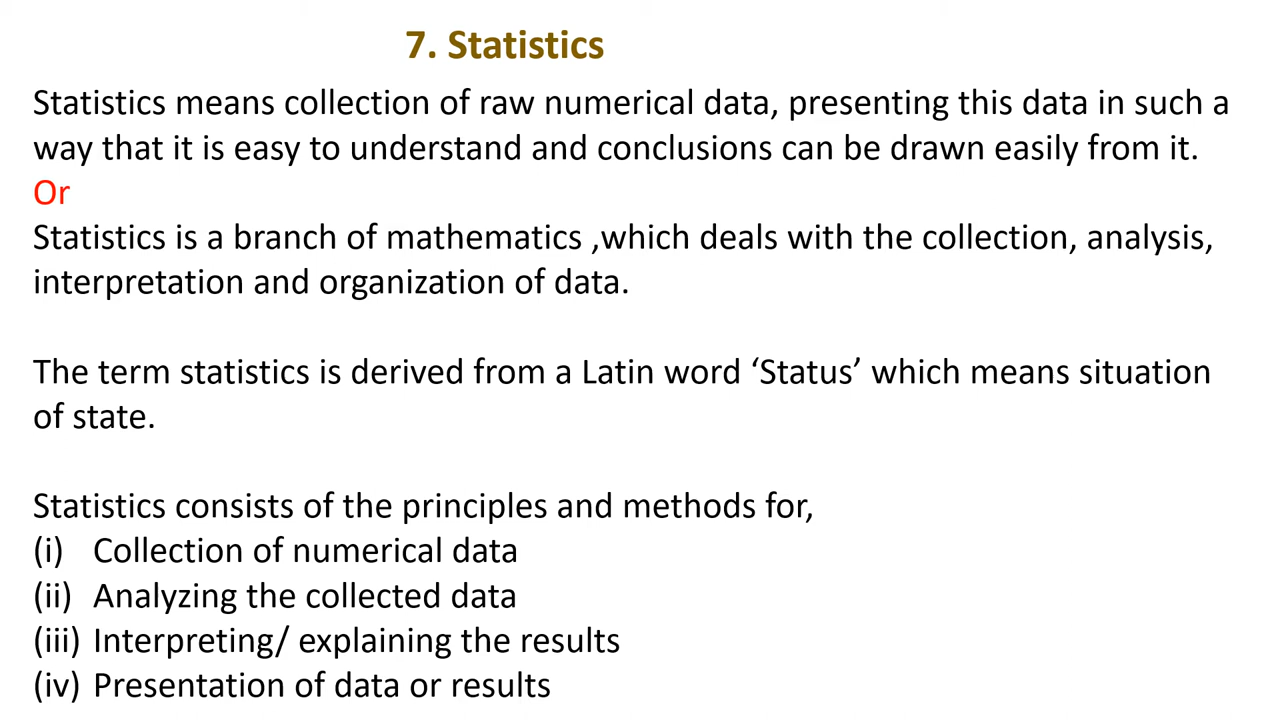 7. Statistics
Statistics means collection of raw numerical data, presenting this data in such a
way that it is easy to understand and conclusions can be drawn easily from it.
Or
Statistics is a branch of mathematics ,which deals with the collection, analysis,
interpretation and organization of data.
The term statistics is derived from a Latin word ‘Status’ which means situation
of state.
Statistics consists of the principles and methods for,
(i) Collection of numerical data
(ii) Analyzing the collected data
(iii) Interpreting/ explaining the results
(iv) Presentation of data or results